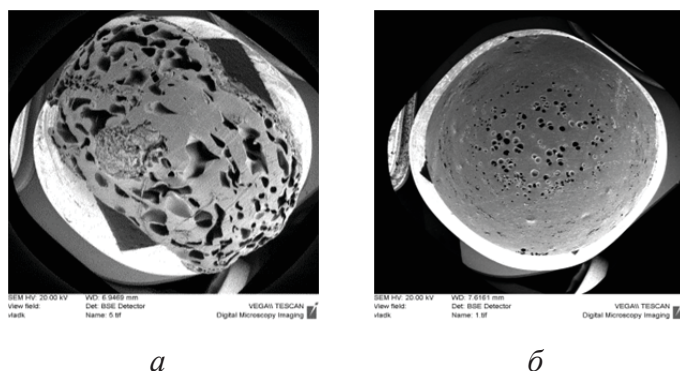 SEM HV: 20.00 kV WD: 6.9469 mm
View field: Det: BSE Detector VEGA\\ TESCAN
vladk Name: 5 tif Digital Microscopy Imaging
SEM HV: 20.00 kV WD: 7.6161 mm
View field: Det: BSE Detector VEGA\\ TESCAN
vladk Name: 1 tif Digital Microscopy Imaging
а
б